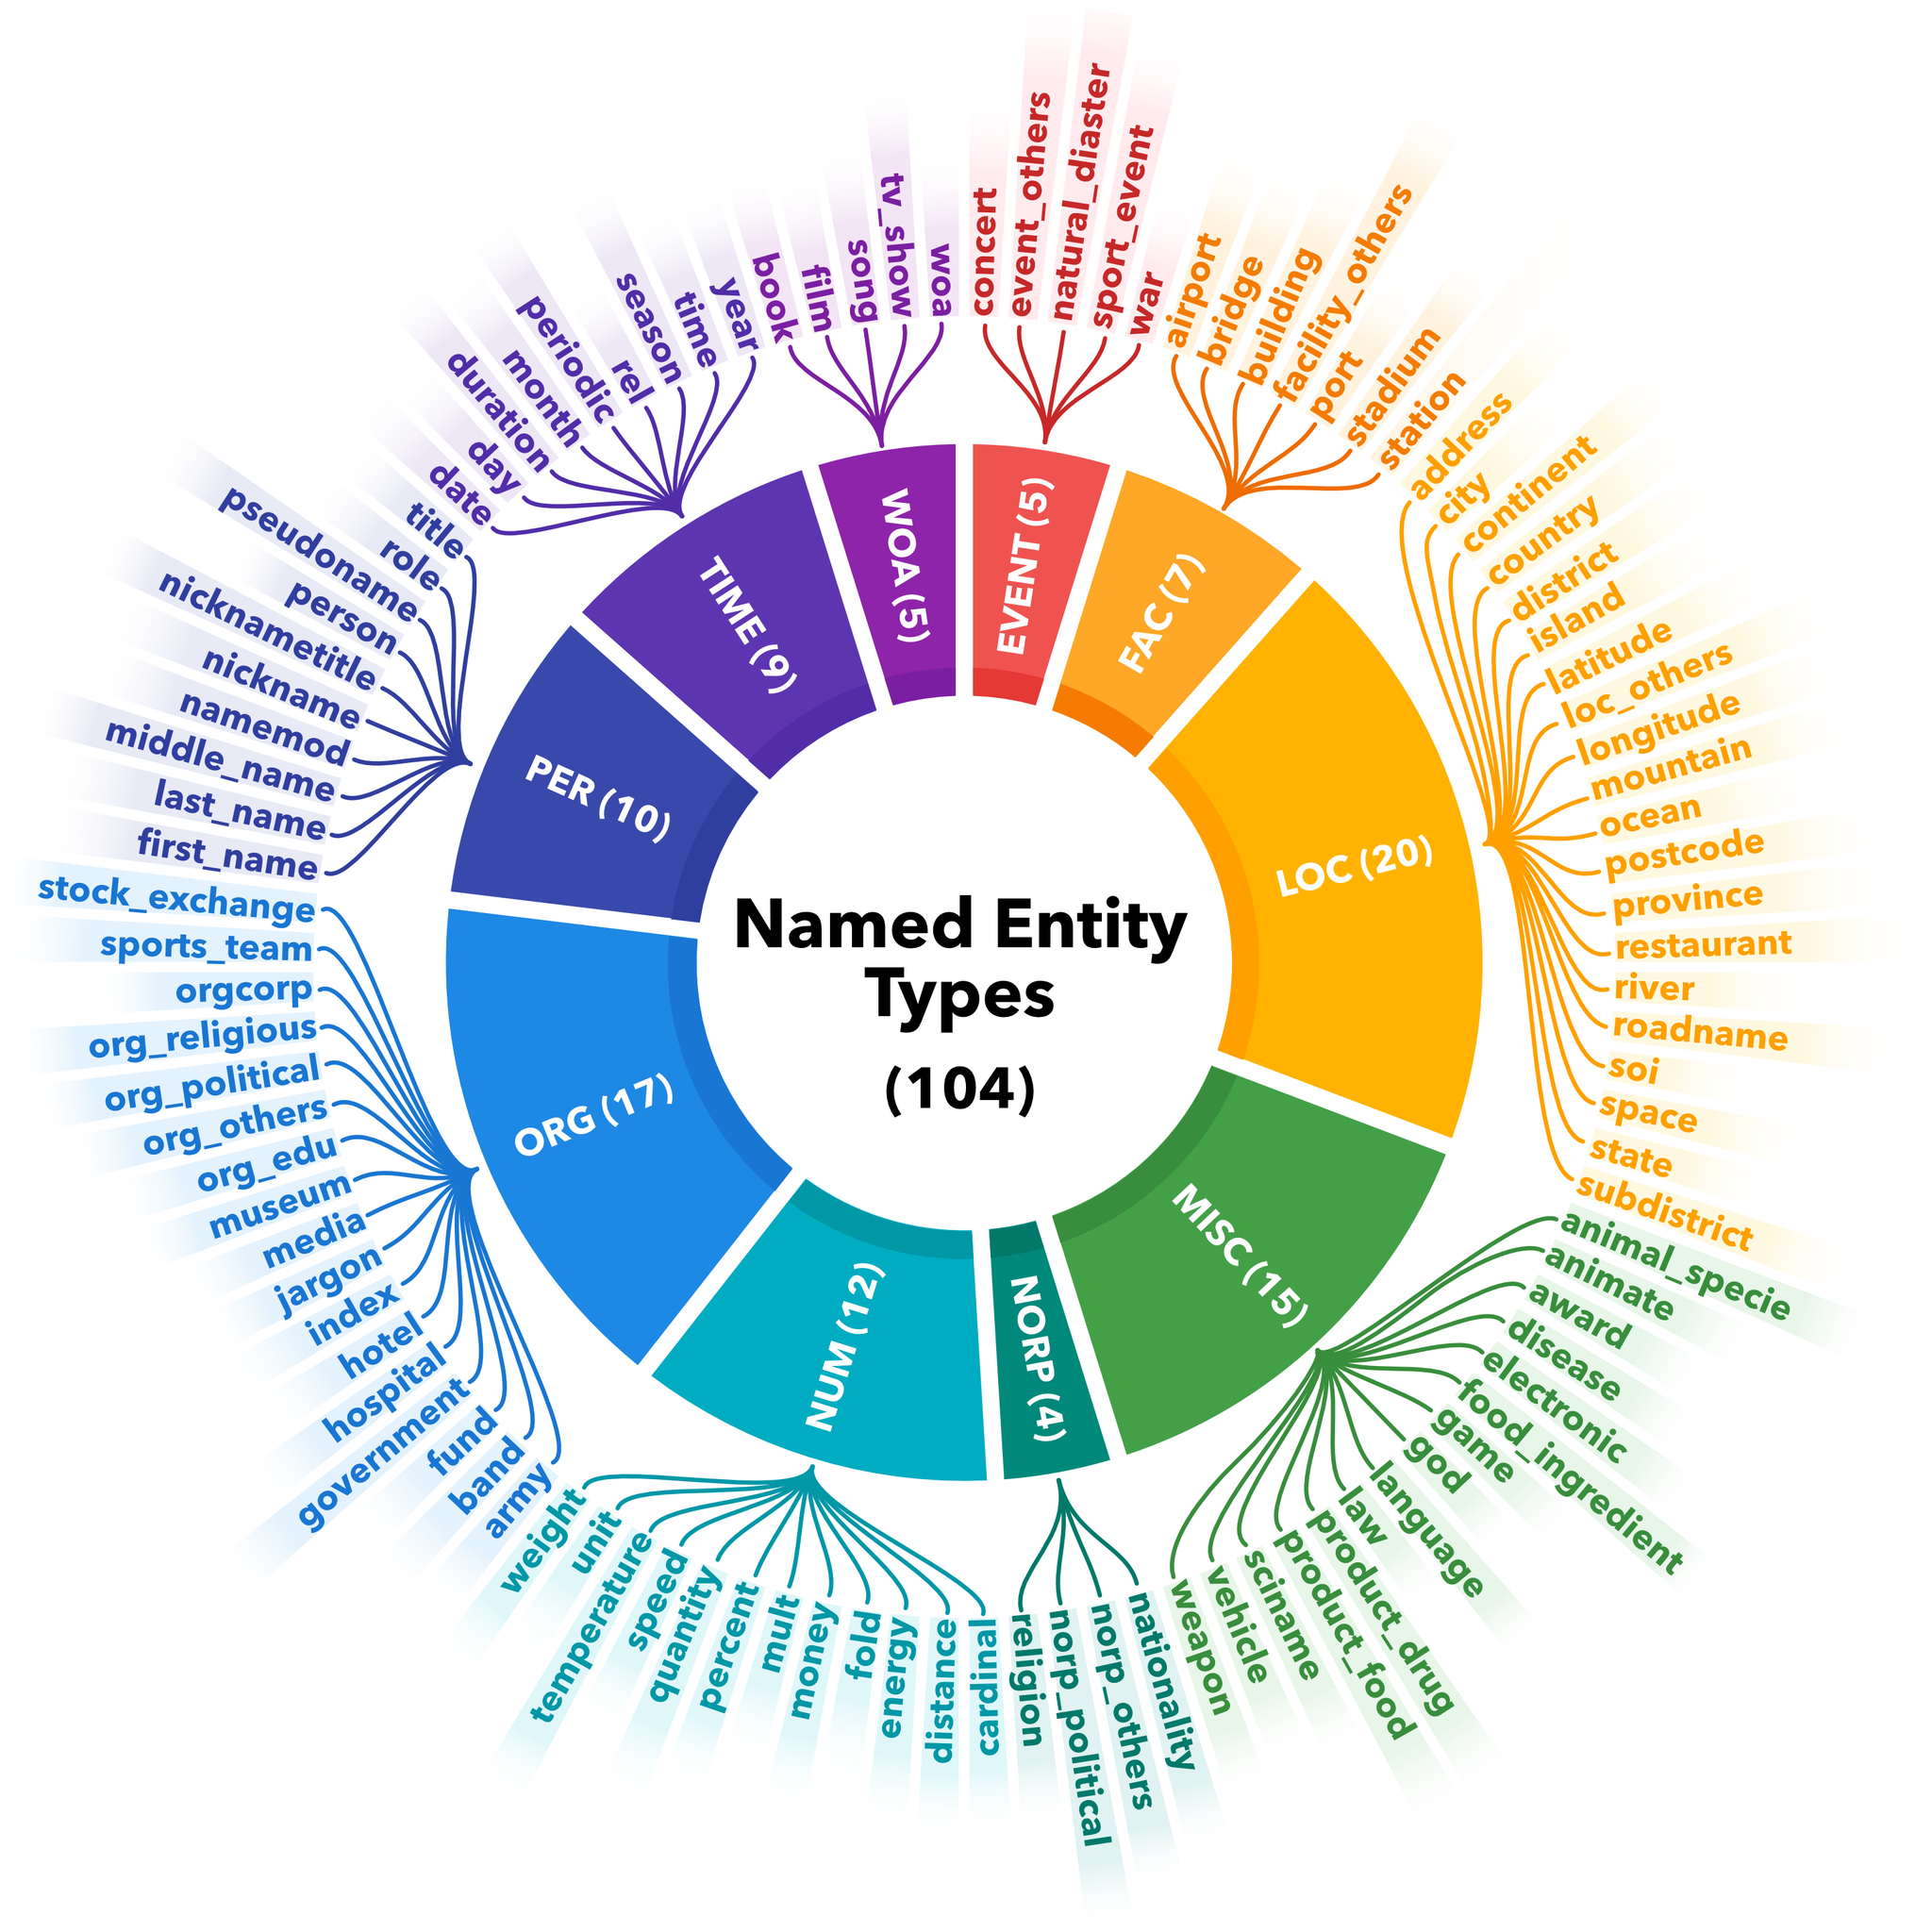 Named Entity
Types
(104)
EVENT (5)
concert
event_others
natural_diaster
sport_event
war
FAC (7)
airport
bridge
building
facility_others
port
stadium
station
LOC (20)
address
city
continent
country
district
island
latitude
loc_others
longitude
mountain
ocean
postcode
province
restaurant
river
roadname
soi
space
state
subdistrict
MISC (15)
animal_specie
animate
award
disease
electronic
food_ingredient
game
god
language
law
product_drug
product_food
sciname
vehicle
weapon
NORP (4)
nationality
norp_others
norp_political
religion
NUM (12)
cardinal
distance
energy
fold
money
mult
percent
quantity
speed
temperature
unit
weight
ORG (17)
army
band
fund
government
hospital
hotel
index
jargon
media
museum
org_edu
org_others
org_political
org_religious
orgcorp
sports_team
stock_exchange
PER (10)
first_name
last_name
middle_name
namemod
nickname
nicknametitle
person
pseudoname
role
title
TIME (9)
date
day
duration
month
periodic
rel
season
time
year
WOA (5)
book
film
song
tv_show
woa